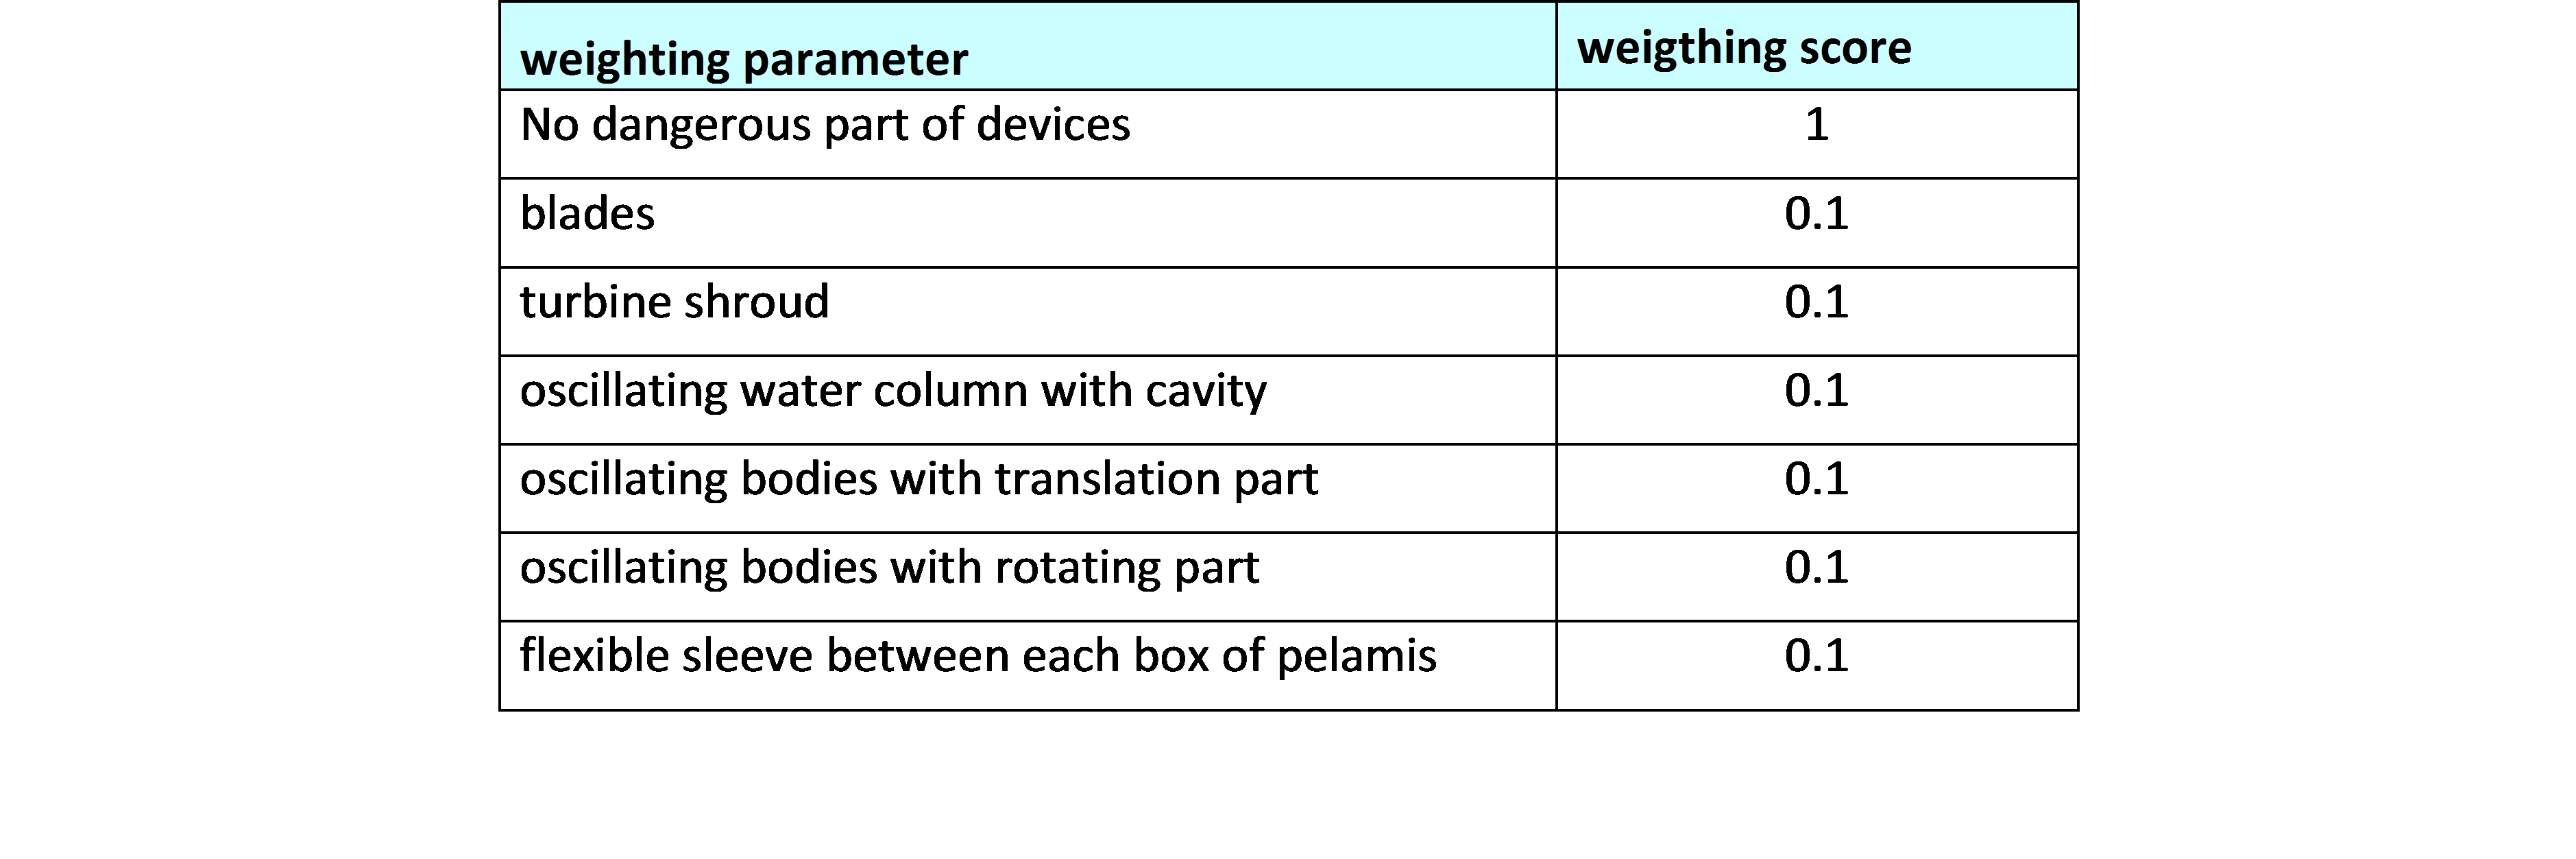 weighting parameter weigthing score
No dangerous part of devices 1
blades 0.1
turbine shroud 0.1
oscillating water column with cavity 0.1
oscillating bodies with translation part 0.1
oscillating bodies with rotating part 0.1
flexible sleeve between each box of pelamis 0.1